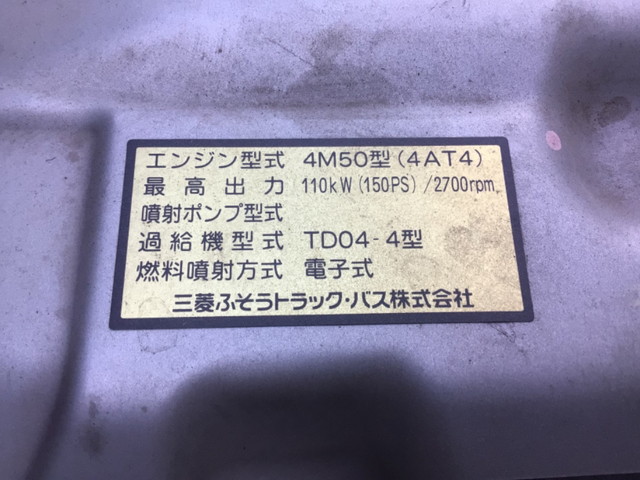 エンジン型式 4M50型(4AT4)
最高出力 110kW(150PS)/2700rpm
噴射ポンプ型式
過給機型式 TD04-4型
燃料噴射方式 電子式
三菱ふそうトラック・バス株式会社